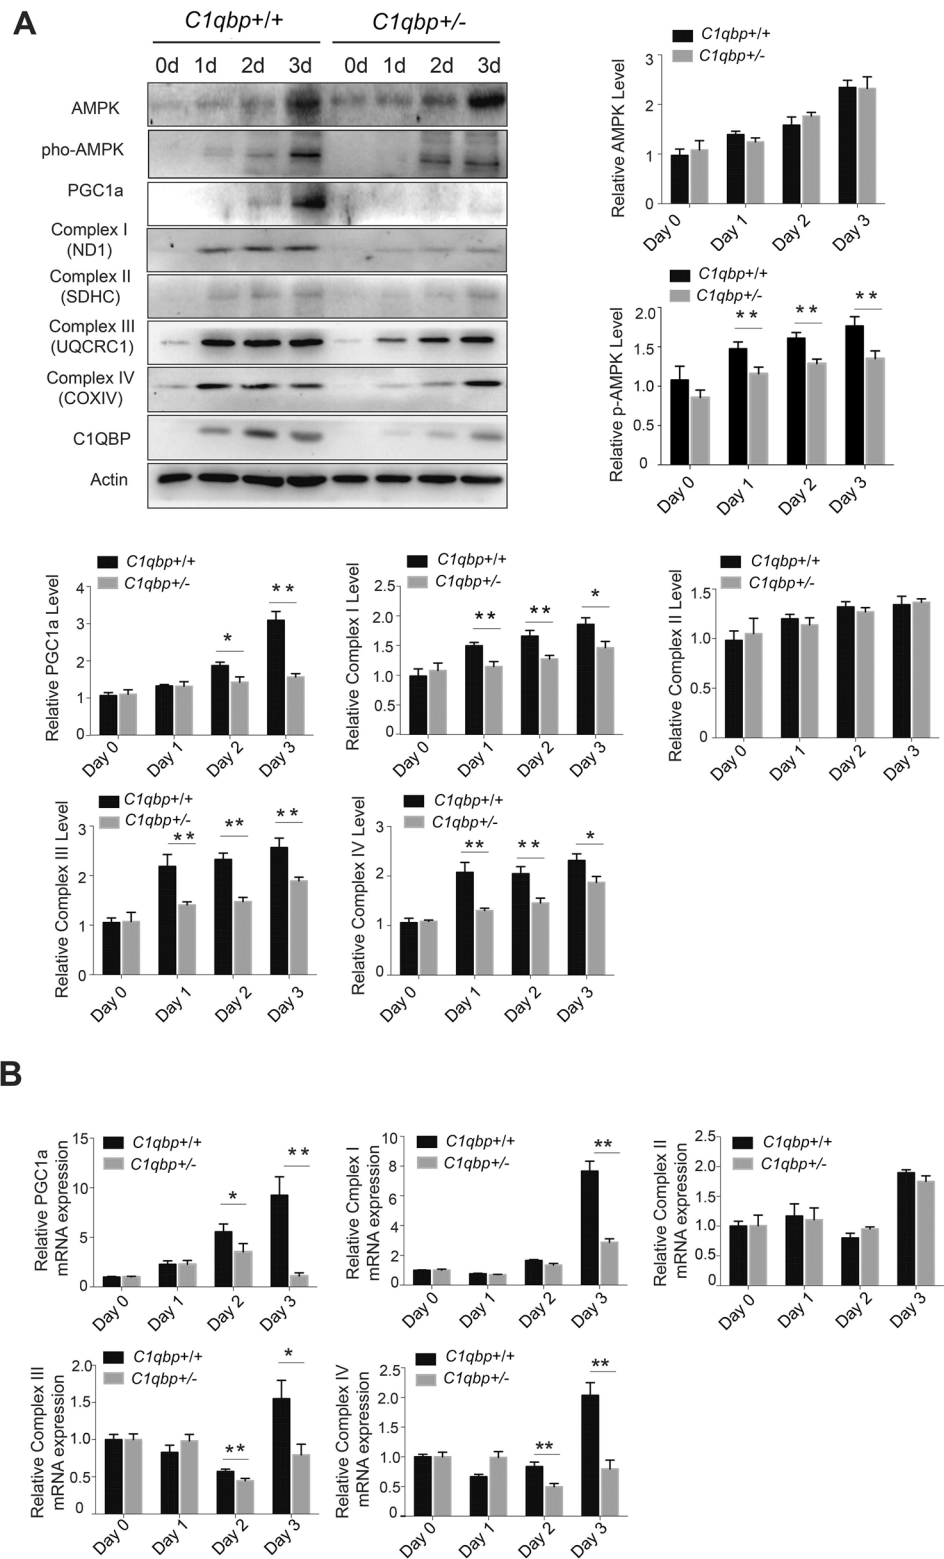 A
C1qbp+/+ C1qbp+/-
0d 1d 2d 3d 0d 1d 2d 3d
AMPK
pho-AMPK
PGC1a
Complex I
(ND1)
Complex II
(SDHC)
Complex III
(UQCRC1)
Complex IV
(COXIV)
C1QBP
Actin
C1qbp+/+
C1qbp+/-
Relative AMPK Level
3
2
1
0
Day 0 Day 1 Day 2 Day 3
C1qbp+/+
C1qbp+/-
Relative p-AMPK Level
2.0
1.5
1.0
0.5
0
** ** **
Day 0 Day 1 Day 2 Day 3
C1qbp+/+
C1qbp+/-
Relative PGC1a Level
4
3
2
1
0
* **
Day 0 Day 1 Day 2 Day 3
C1qbp+/+
C1qbp+/-
Relative Complex I Level
2.5
2.0
1.5
1.0
0.5
0
** ** *
Day 0 Day 1 Day 2 Day 3
C1qbp+/+
C1qbp+/-
Relative Complex II Level
1.5
1.0
0.5
0
Day 0 Day 1 Day 2 Day 3
C1qbp+/+
C1qbp+/-
Relative Complex III Level
3
2
1
0
** ** **
Day 0 Day 1 Day 2 Day 3
C1qbp+/+
C1qbp+/-
Relative Complex IV Level
3
2
1
0
** ** *
Day 0 Day 1 Day 2 Day 3
B
C1qbp+/+
C1qbp+/-
Relative PGC1a
mRNA expression
15
10
5
0
* **
Day 0 Day 1 Day 2 Day 3
C1qbp+/+
C1qbp+/-
Relative Cmplex I
mRNA expression
10
8
6
4
2
0
**
Day 0 Day 1 Day 2 Day 3
C1qbp+/+
C1qbp+/-
Relative Complex II
mRNA expression
2.5
2.0
1.5
1.0
0.5
0
Day 0 Day 1 Day 2 Day 3
C1qbp+/+
C1qbp+/-
Relative Complex III
mRNA expression
2.0
1.5
1.0
0.5
0
** *
Day 0 Day 1 Day 2 Day 3
C1qbp+/+
C1qbp+/-
Relative Complex IV
mRNA expression
2.5
2.0
1.5
1.0
0.5
0
** **
Day 0 Day 1 Day 2 Day 3